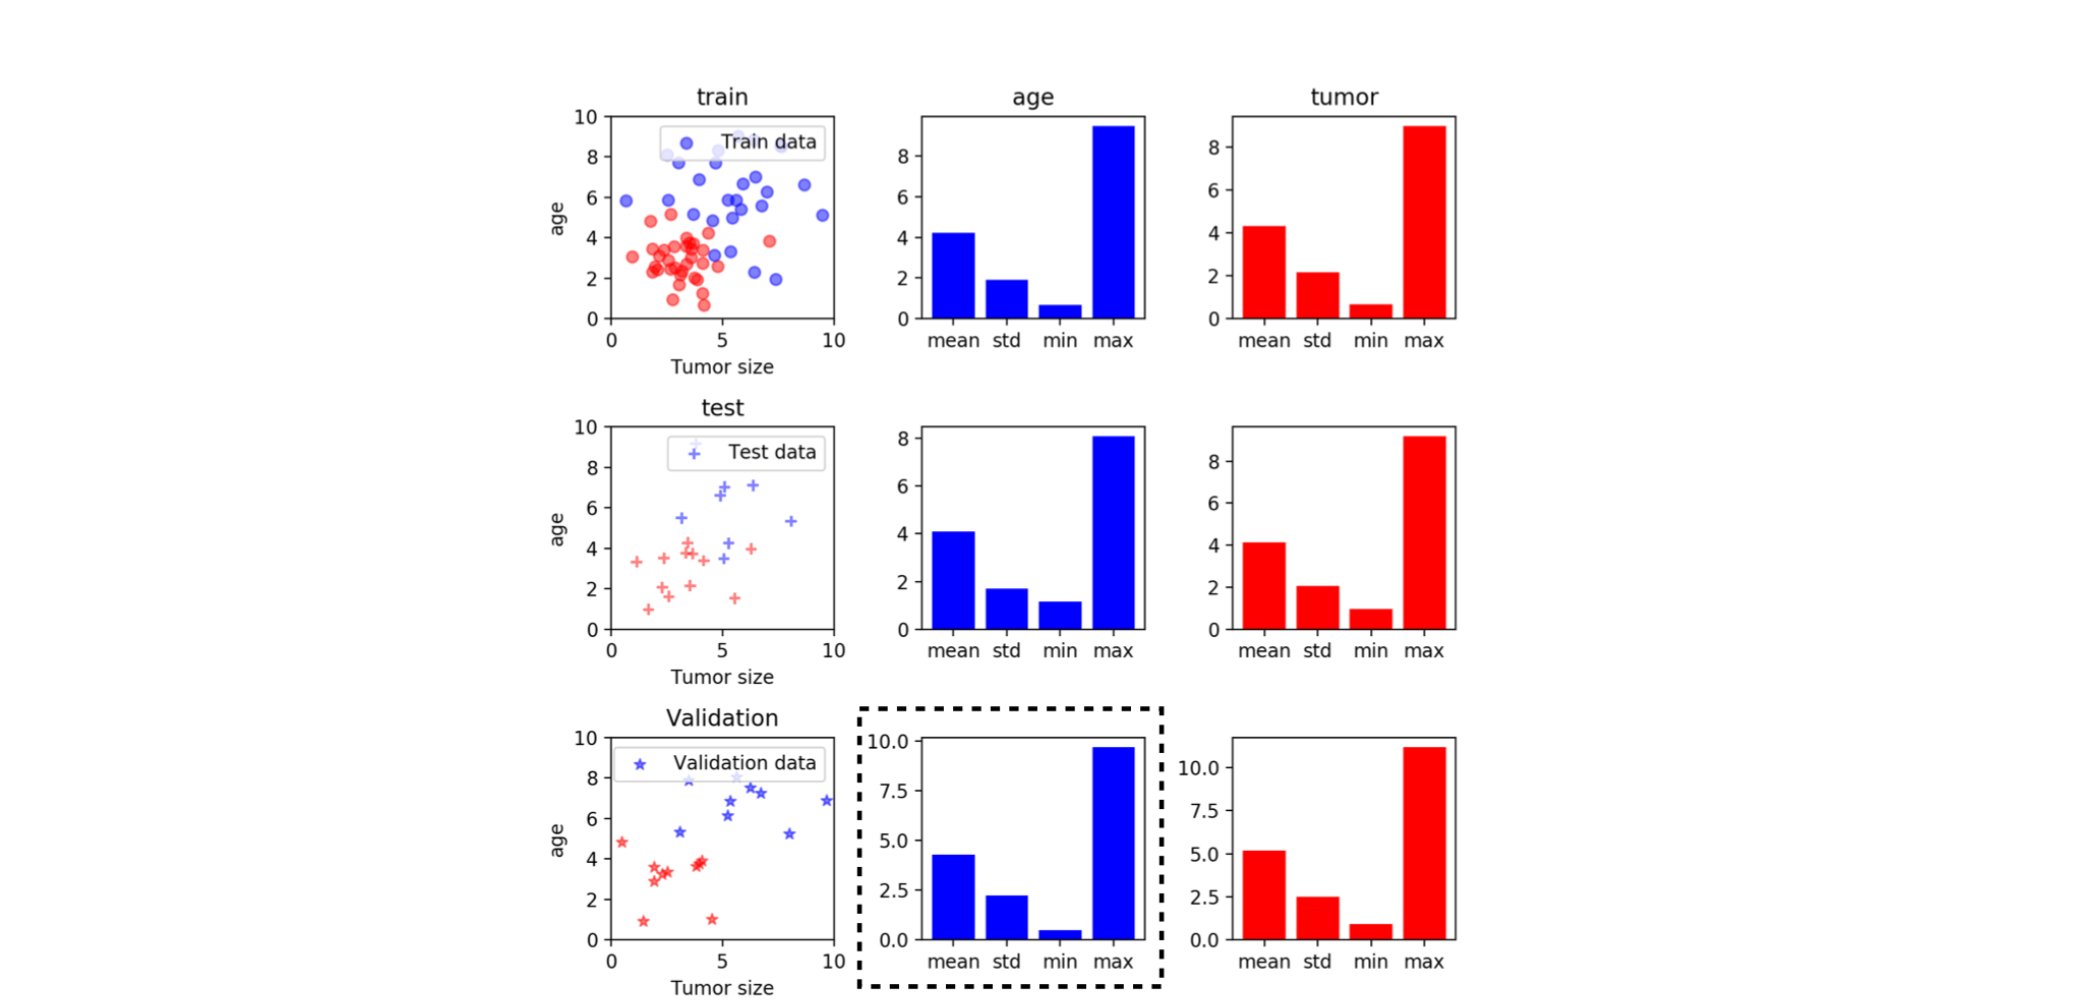 train
age
tumor
10
8
6
4
2
0
age
Train data
0
5
10
Tumor size
8
6
4
2
0
mean
std
min
max
8
6
4
2
0
mean
std
min
max
test
10
8
6
4
2
0
age
Test data
0
5
10
Tumor size
8
6
4
2
0
mean
std
min
max
8
6
4
2
0
mean
std
min
max
Validation
10
8
6
4
2
0
age
Validation data
0
5
10
Tumor size
10.0
7.5
5.0
2.5
0.0
mean
std
min
max
10.0
7.5
5.0
2.5
0.0
mean
std
min
max